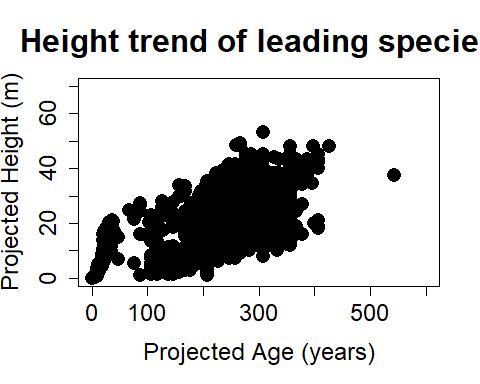 Height trend of leading specie
Projected Height (m)
60
40
20
0
0 100 300 500
Projected Age (years)